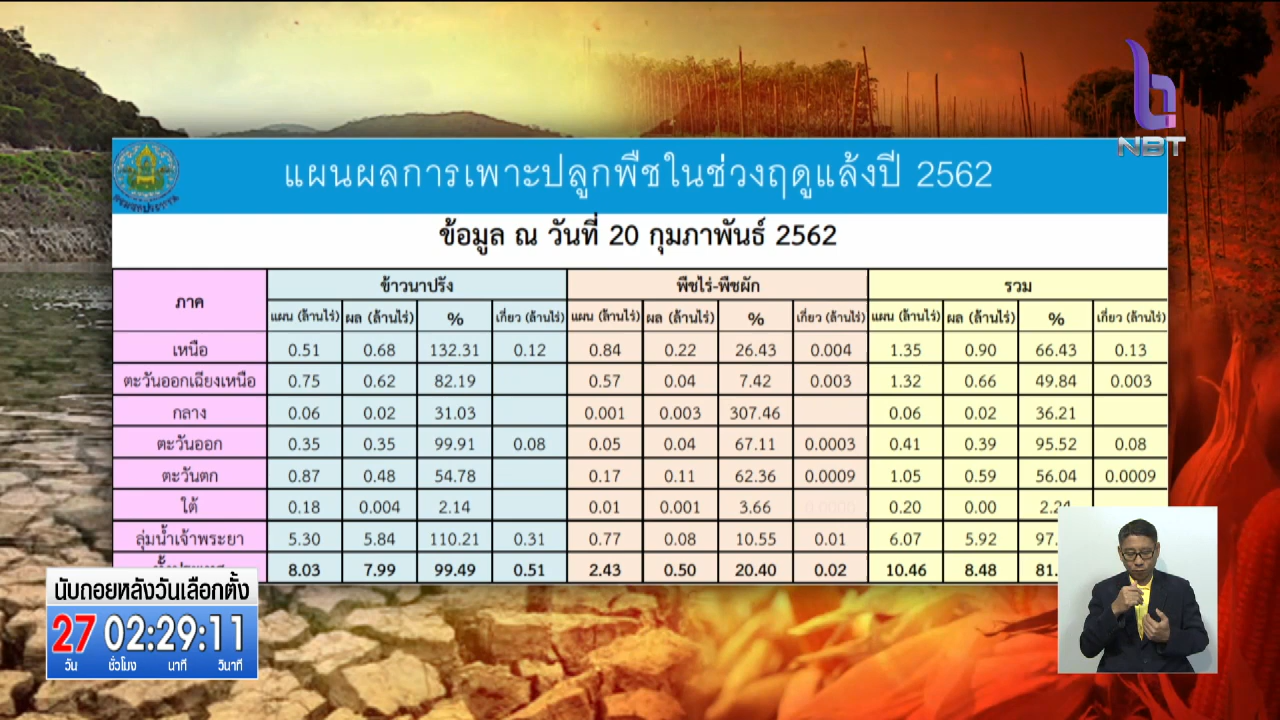 NBT
กรมชลประทาน
แผนผลการเพาะปลูกพืชในช่วงฤดูแล้งปี 2562
ข้อมูล ณ วันที่ 20 กุมภาพันธ์ 2562
ภาค ข้าวนาปรัง พืชไร่-พืชผัก รวม
แผน (ล้านไร่) ผล (ล้านไร่) % เกี่ยว (ล้านไร่) แผน (ล้านไร่) ผล (ล้านไร่) % เกี่ยว (ล้านไร่) แผน (ล้านไร่) ผล (ล้านไร่) % เกี่ยว (ล้านไร่)
เหนือ 0.51 0.68 132.31 0.12 0.84 0.22 26.43 0.004 1.35 0.90 66.43 0.13
ตะวันออกเฉียงเหนือ 0.75 0.62 82.19 0.57 0.04 7.42 0.003 1.32 0.66 49.84 0.003
กลาง 0.06 0.02 31.03 0.001 0.003 307.46 0.06 0.02 36.21
ตะวันออก 0.35 0.35 99.91 0.08 0.05 0.04 67.11 0.0003 0.41 0.39 95.52 0.08
ตะวันตก 0.87 0.48 54.78 0.17 0.11 62.36 0.0009 1.05 0.59 56.04 0.0009
ใต้ 0.18 0.004 2.14 0.01 0.001 3.66 0.20 0.00
ลุ่มน้ำเจ้าพระยา 5.30 5.84 110.21 0.31 0.77 0.08 10.55 0.01 6.07 5.92 97.
8.03 7.99 99.49 0.51 2.43 0.50 20.40 0.02 10.46 8.48 81.
นับถอยหลังวันเลือกตั้ง
27 02:29:11
วัน ชั่วโมง นาที วินาที